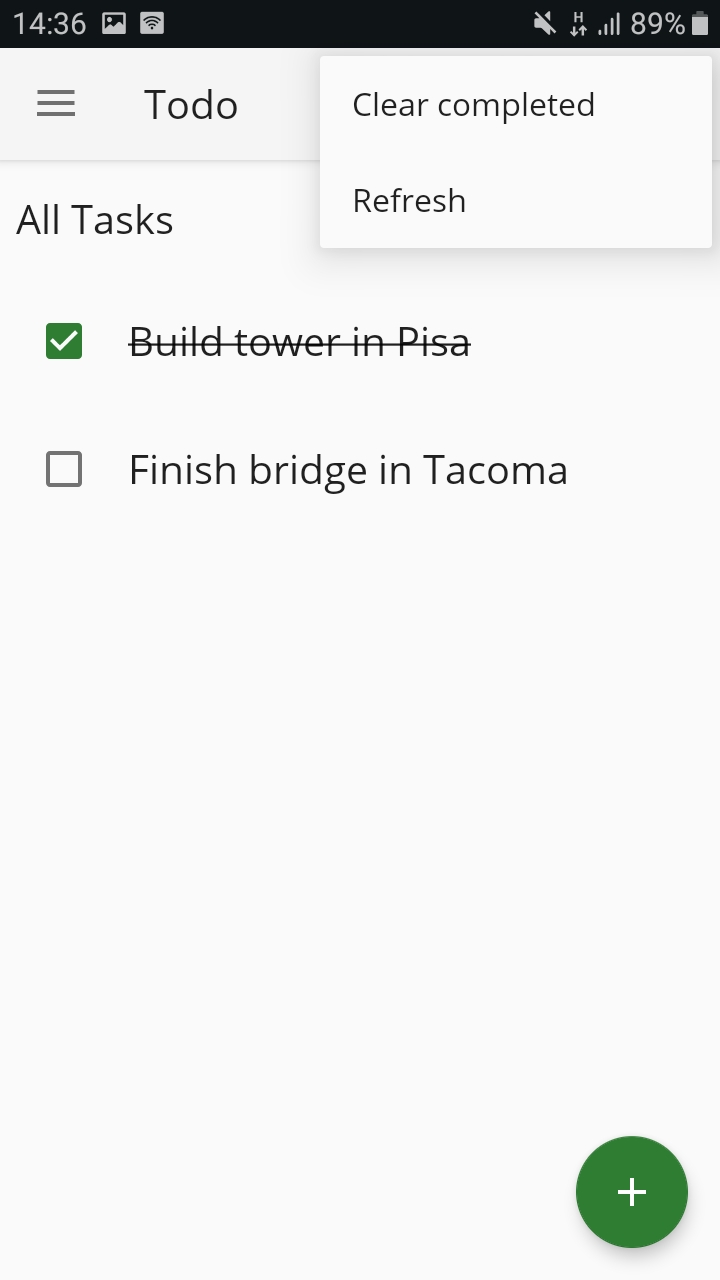 14:36 H 89%
Todo
Clear completed
Refresh
All Tasks
Build tower in Pisa
Finish bridge in Tacoma